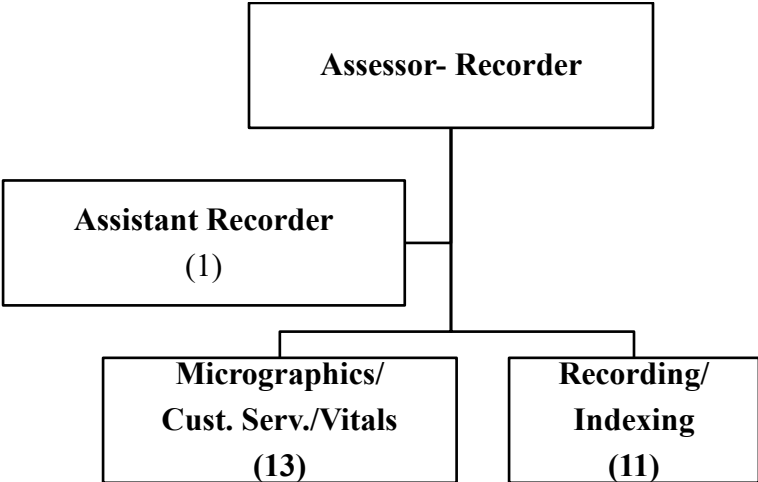 Assessor- Recorder
Assistant Recorder
(1)
Micrographics/
Cust. Serv./Vitals
(13)
Recording/
Indexing
(11)